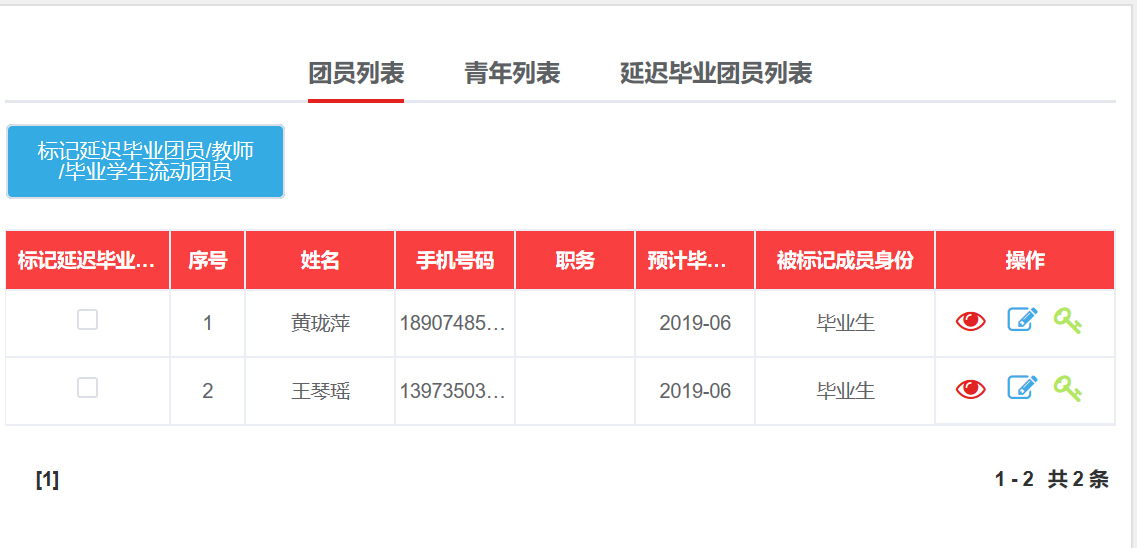 团员列表 青年列表 延迟毕业团员列表
标记延迟毕业团员/教师
/毕业学生流动团员
标记延迟毕业... 序号 姓名 手机号码 职务 预计毕... 被标记成员身份 操作
1 黄珑萍 18907485... 2019-06 毕业生
2 王琴瑶 13973503... 2019-06 毕业生
[1] 1 - 2 共 2 条